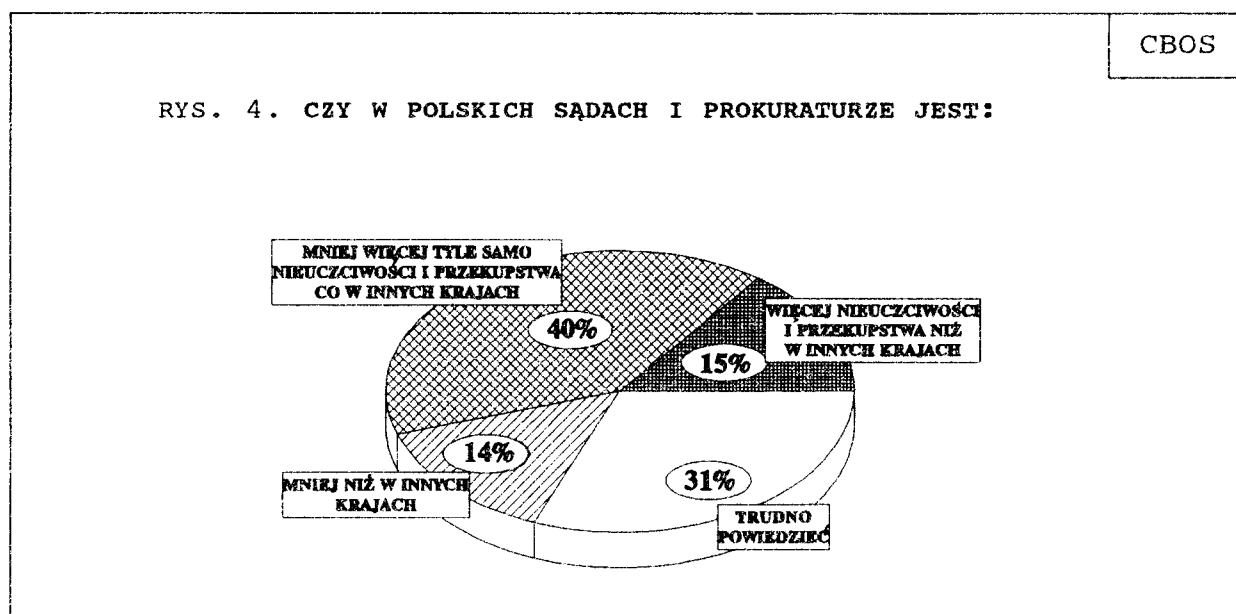 CBOS
RYS. 4. CZY W POLSKICH SĄDACH I PROKURATURZE JEST:
MNIEJ WIĘCEJ TYLE SAMO
NIEUCZCIWOŚCI I PRZEKUPSTWA
CO W INNYCH KRAJACH
40%
WIĘCEJ NIEUCZCIWOŚCI
I PRZEKUPSTWA NIŻ
W INNYCH KRAJACH
15%
14%
MNIEJ NIŻ W INNYCH
KRAJACH
31%
TRUDNO
POWIEDZIEĆ